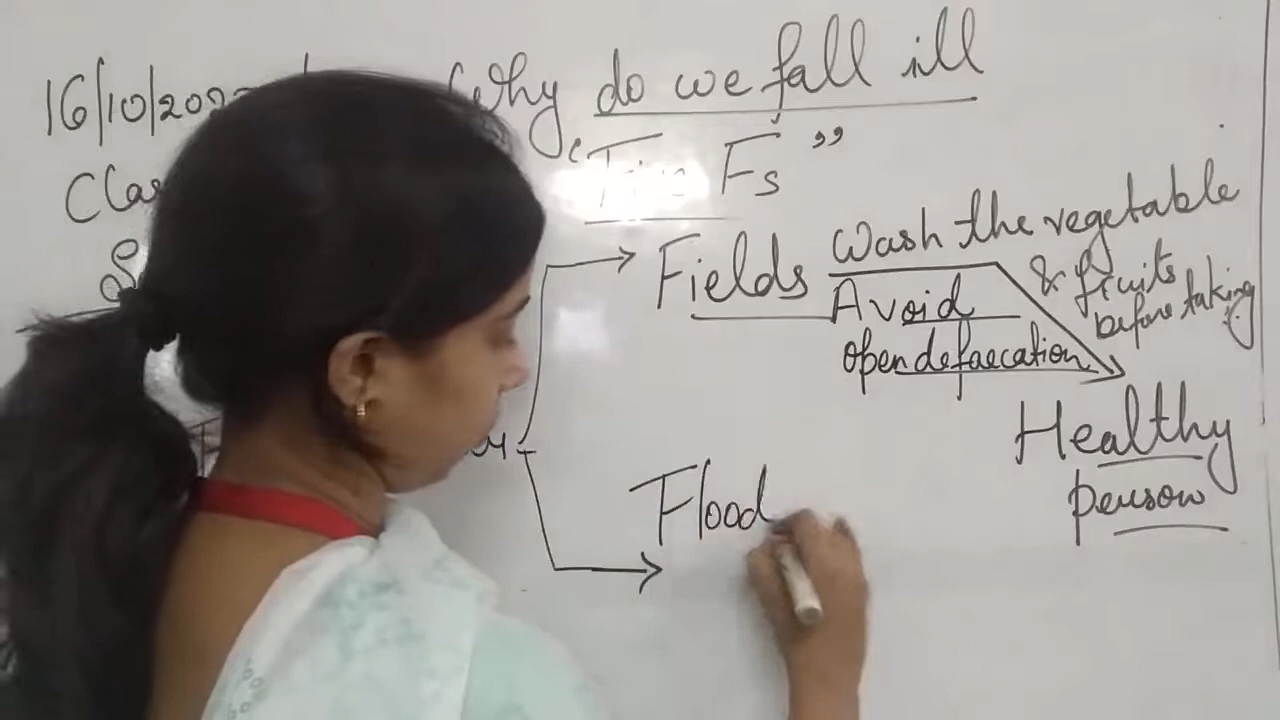 16/10/202
Why do we fall ill
Cla
" Fs "
Fields
Wash the vegetable
& fruits
before taking
Avoid
open defaecation
Healthy
person
Flood